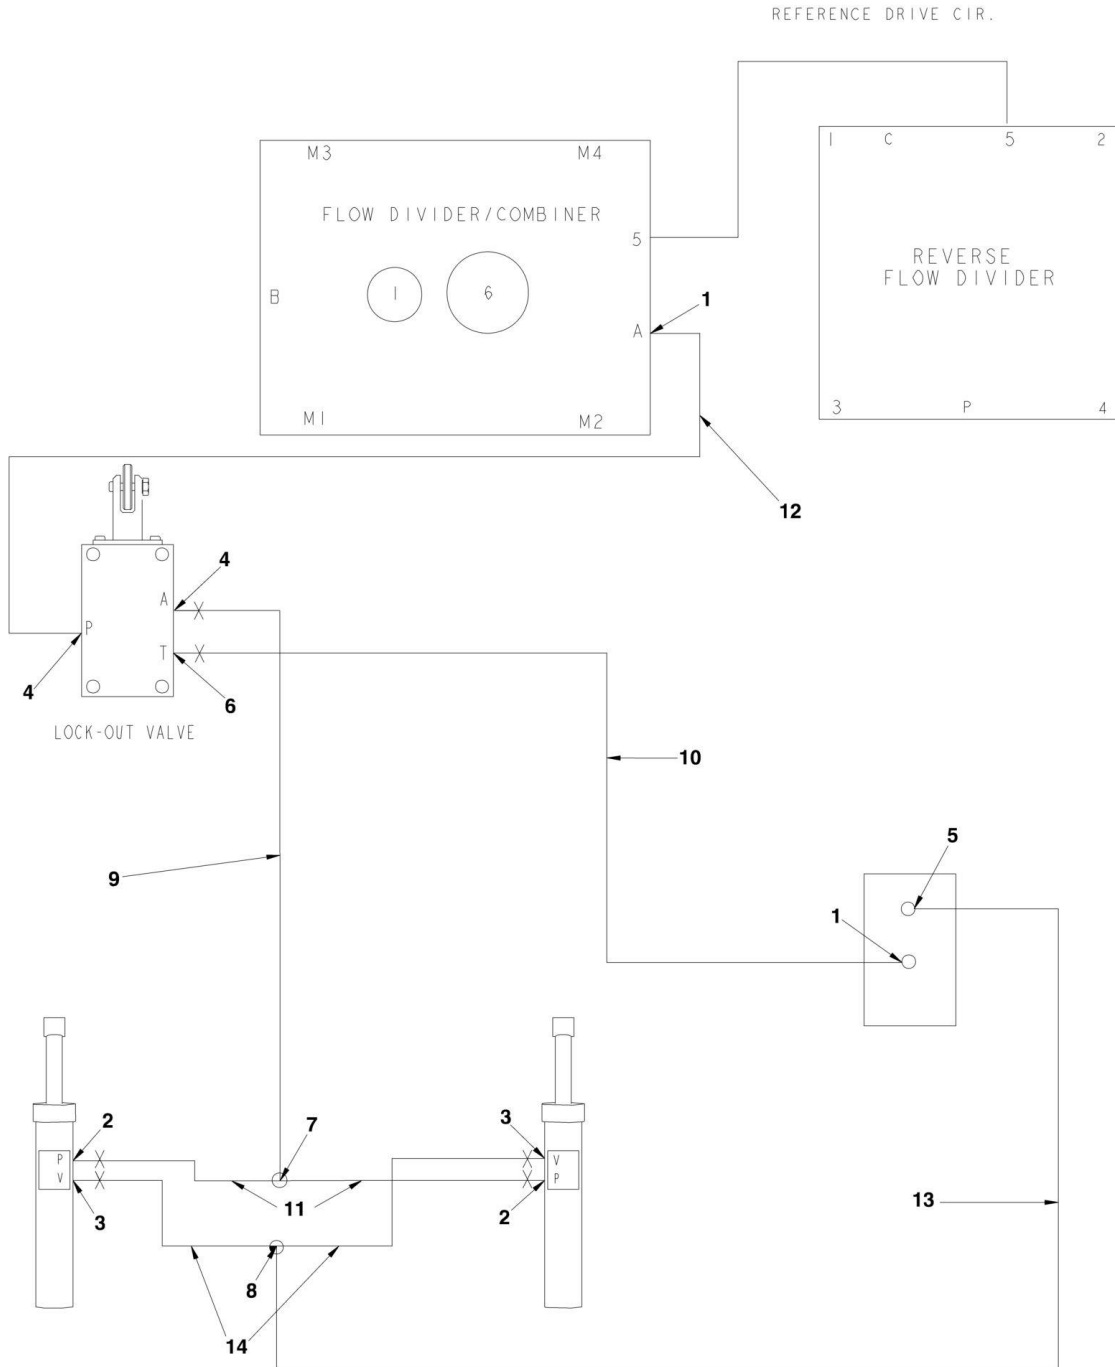 REFERENCE DRIVE CIR.
1 C 5 2
M3 M4
FLOW DIVIDER/COMBINER
5
REVERSE
FLOW DIVIDER
B 1 6
1
A
3 P 4
M1 M2
12
4
A
P
T
4
6
LOCK-OUT VALVE
10
5
9
1
2
7
3
P
V
V
P
13
3
11
2
8
14